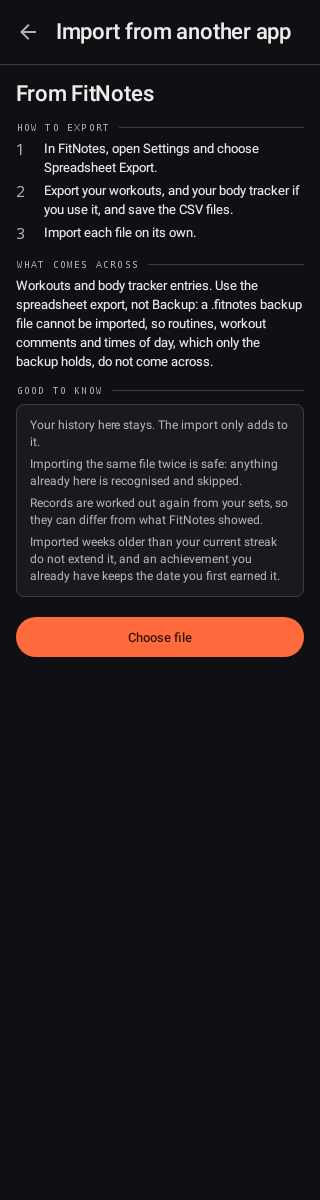 Import from another app
From FitNotes
HOW TO EXPORT
1 In FitNotes, open Settings and choose
Spreadsheet Export.
2 Export your workouts, and your body tracker if
you use it, and save the CSV files.
3 Import each file on its own.
WHAT COMES ACROSS
Workouts and body tracker entries. Use the
spreadsheet export, not Backup: a .fitnotes backup
file cannot be imported, so routines, workout
comments and times of day, which only the
backup holds, do not come across.
GOOD TO KNOW
Your history here stays. The import only adds to
it.
Importing the same file twice is safe: anything
already here is recognised and skipped.
Records are worked out again from your sets, so
they can differ from what FitNotes showed.
Imported weeks older than your current streak
do not extend it, and an achievement you
already have keeps the date you first earned it.
Choose file